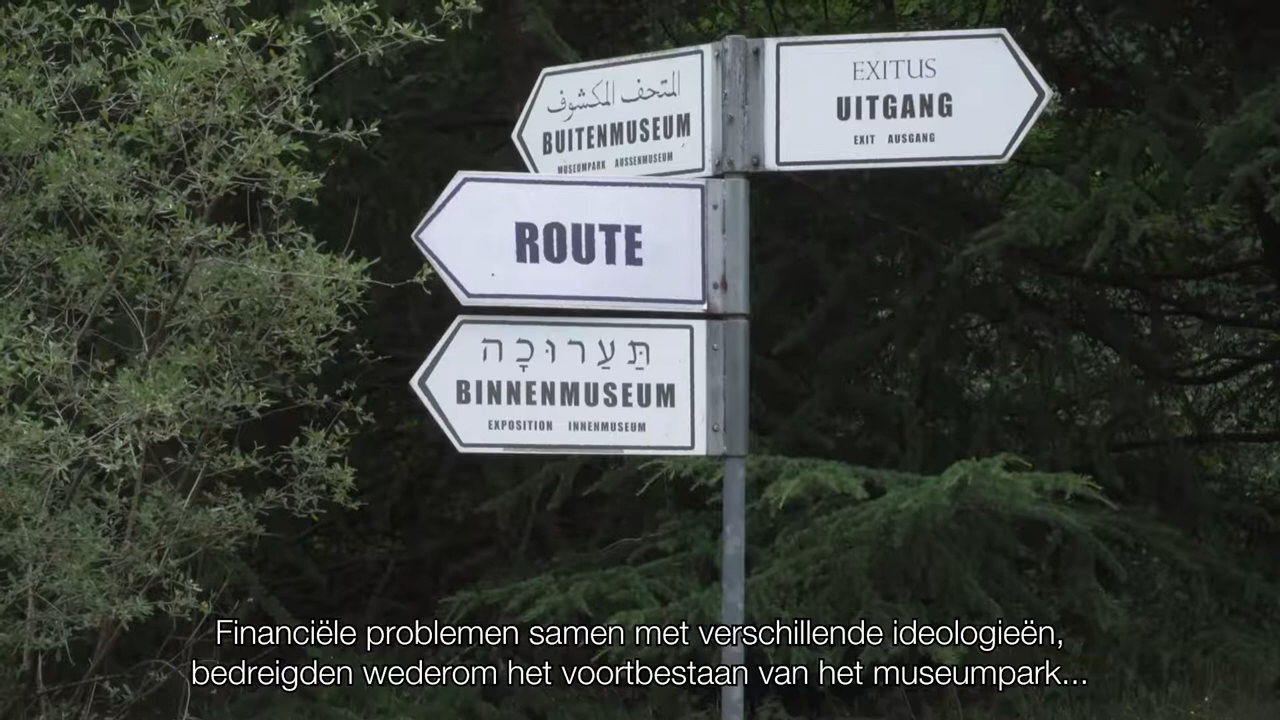 المتحف المكشوف
BUITENMUSEUM
MUSEUMPARK AUSSENMUSEUM
EXITUS
UITGANG
EXIT AUSGANG
ROUTE
תַּעַרוּכָה
BINNENMUSEUM
EXPOSITION INNENMUSEUM
Financiële problemen samen met verschillende ideologieën,
bedreigden wederom het voortbestaan van het museumpark...